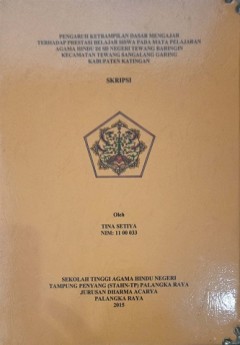 PENGARUH KETRAMPILAN DASAR MENGAJAR
TERHADAP PRESTASI BELAJAR SISWA PADA MATA PELAJARAN
AGAMA HINDU DI SD NEGERI TEWANG RANGIN
KECAMATAN TEWANG SANGALANG GARING
KABUPATEN KATINGAN
SKRIPSI
Oleh
TINA SETIYA
NIM: 11 00 033
SEKOLAH TINGGI AGAMA HINDU NEGERI
TAMPUNG PENYANG (STAHN-TP) PALANGKA RAYA
JURUSAN DHARMA ACARYA
PALANGKA RAYA
2015